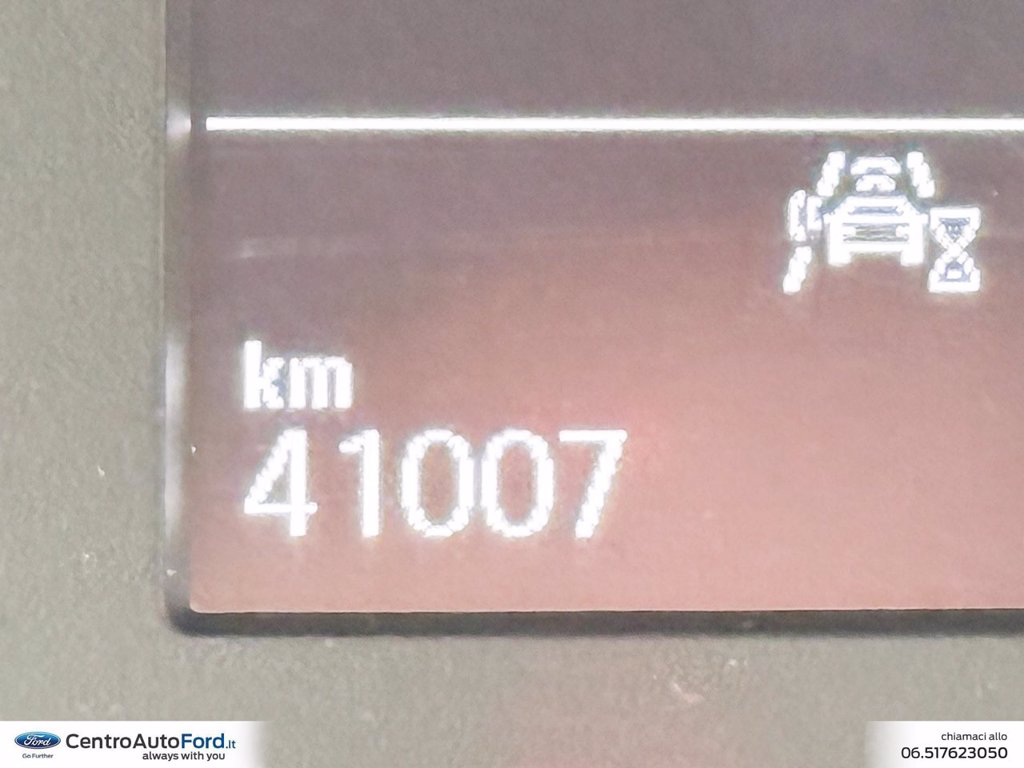 km
41007
Ford
Go Further
CentroAutoFord.it
always with you
chiamaci allo
06.517623050